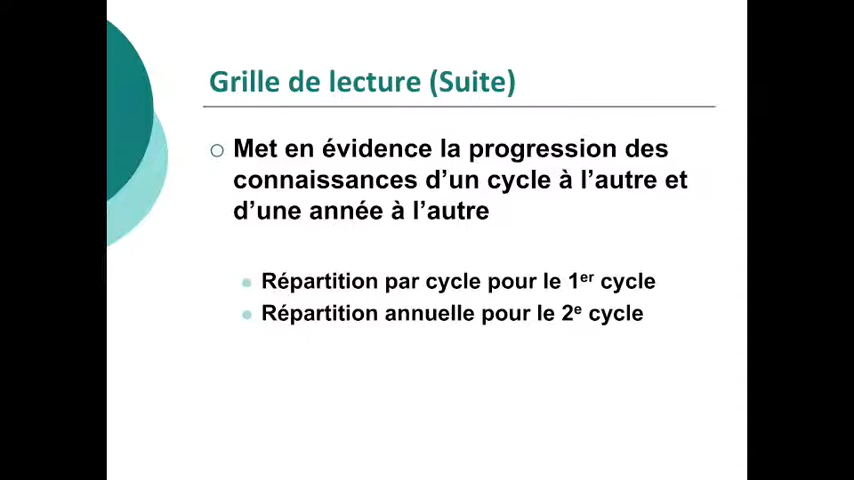 Grille de lecture (Suite)
Met en évidence la progression des
connaissances d’un cycle à l’autre et
d’une année à l’autre
Répartition par cycle pour le 1er cycle
Répartition annuelle pour le 2e cycle